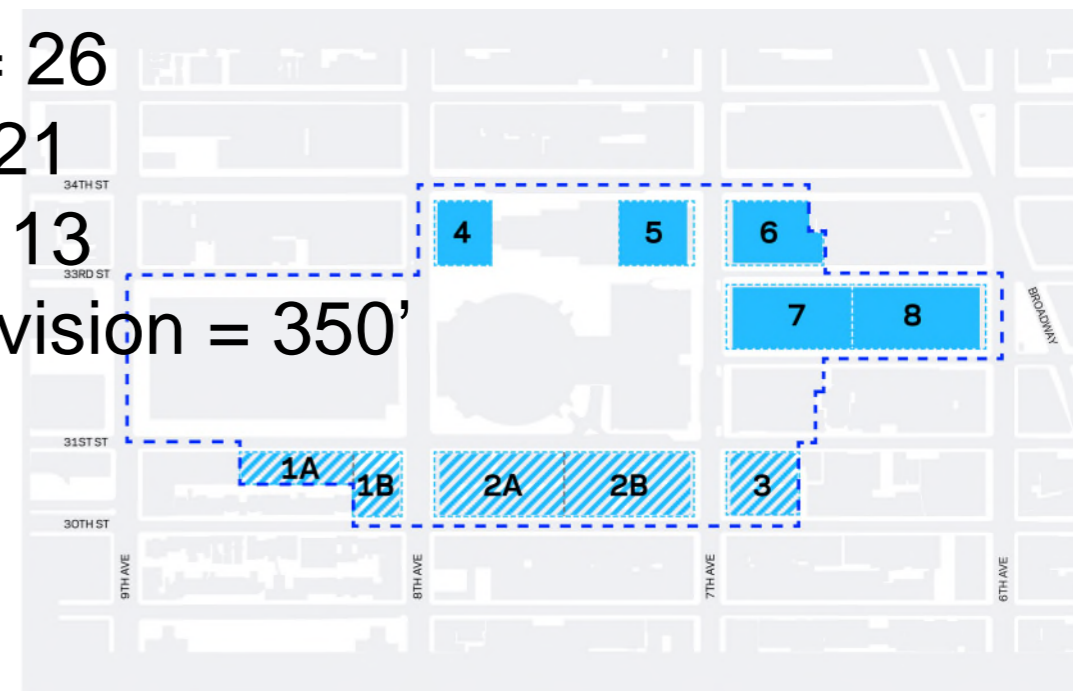 = 26
21
34TH ST
4
5
6
13
33RD ST
7
8
BROADWAY
vision = 350’
31ST ST
1A
1B
2A
2B
3
30TH ST
9TH AVE
8TH AVE
7TH AVE
6TH AVE